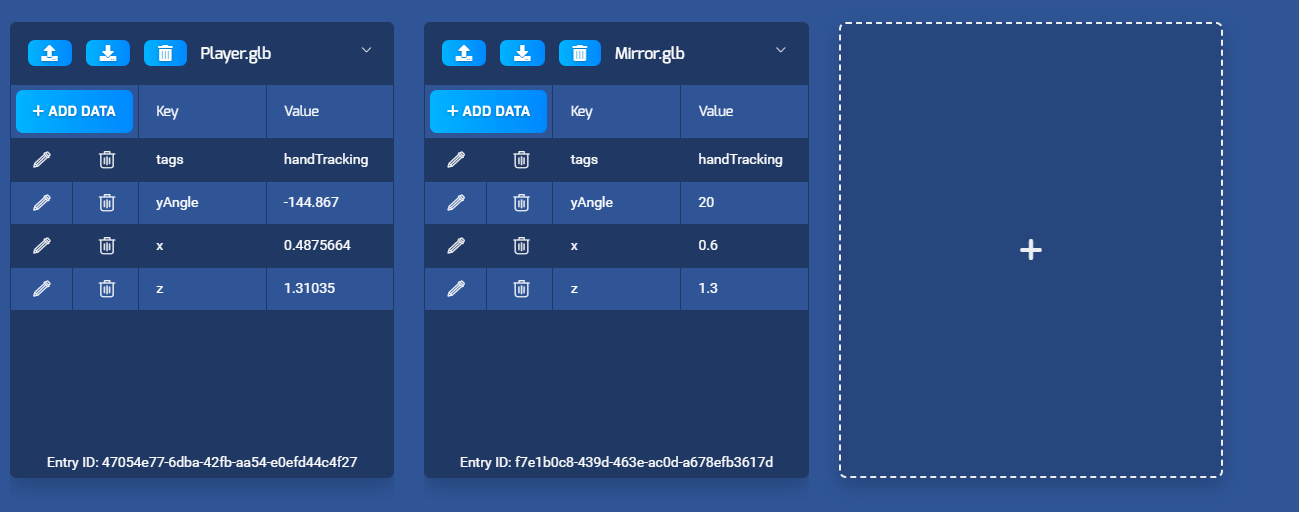 Player.glb
+ ADD DATA Key Value
tags handTracking
yAngle -144.867
x 0.4875664
z 1.31035
Entry ID: 47054e77-6dba-42fb-aa54-e0efd44c4f27
Mirror.glb
+ ADD DATA Key Value
tags handTracking
yAngle 20
x 0.6
z 1.3
Entry ID: f7e1b0c8-439d-463e-ac0d-a678efb3617d
+